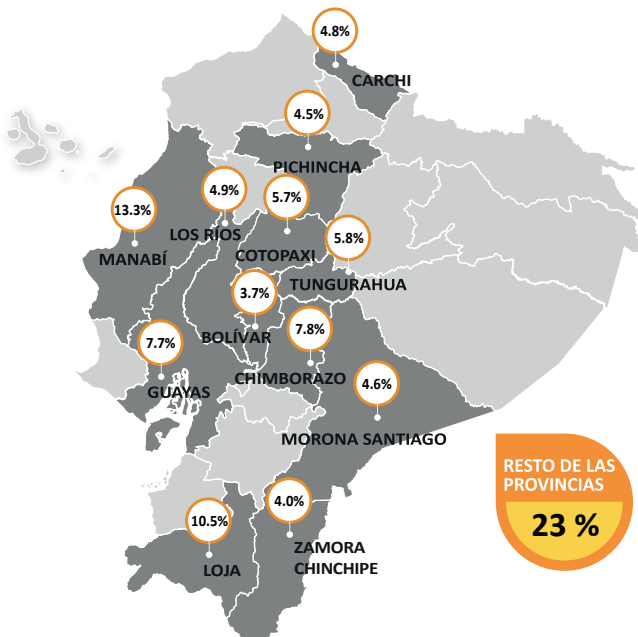 4.8%
CARCHI
4.5%
PICHINCHA
4.9%
LOS RÍOS
5.7%
COTOPAXI
13.3%
MANABÍ
5.8%
TUNGURAHUA
3.7%
BOLÍVAR
7.8%
CHIMBORAZO
7.7%
GUAYAS
4.6%
MORONA SANTIAGO
RESTO DE LAS
PROVINCIAS
23 %
10.5%
LOJA
4.0%
ZAMORA
CHINCHIPE